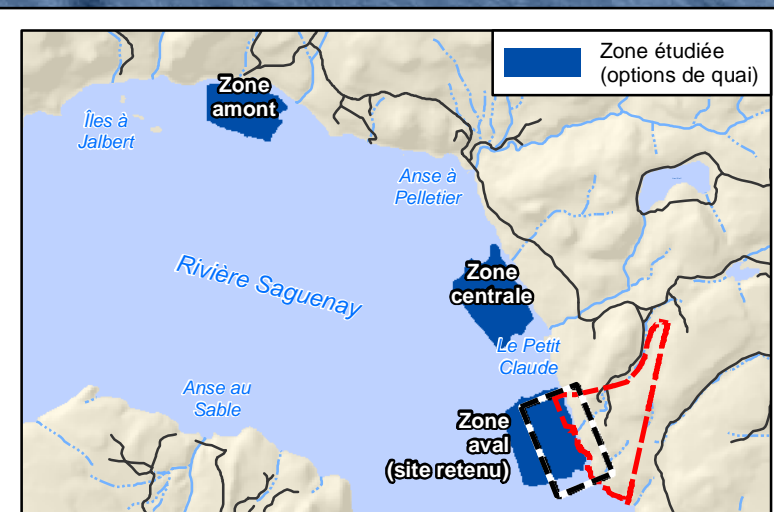 Zone étudiée
(options de quai)
Zone
amont
Îles à
Jalbert
Anse à
Pelletier
Rivière Saguenay
Zone
centrale
Le Petit
Claude
Anse au
Sable
Zone
aval
(site retenu)